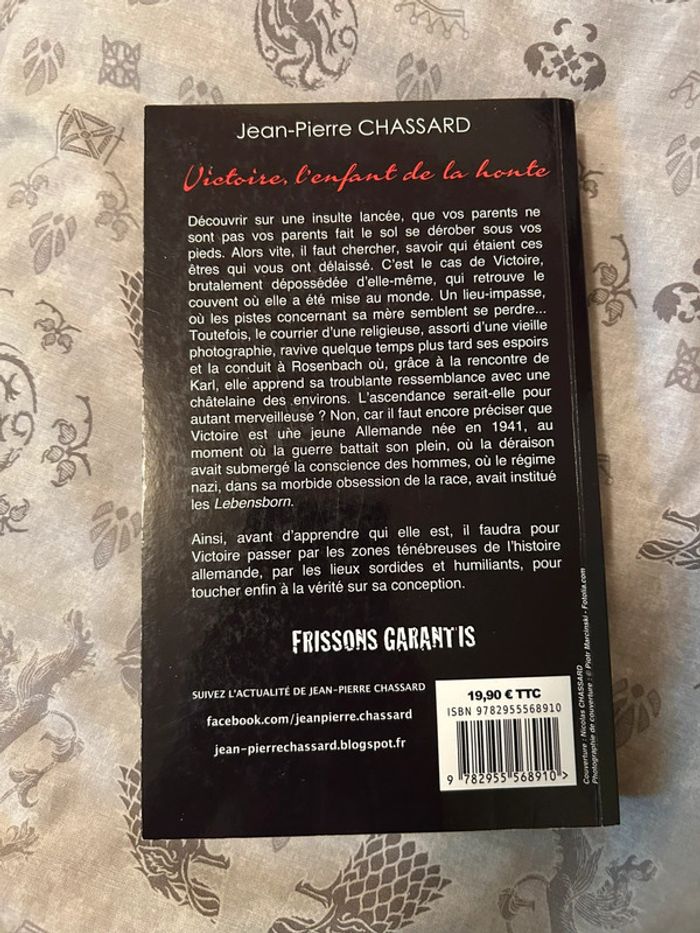 Jean-Pierre CHASSARD
Victoire, l'enfant de la honte
Découvrir sur une insulte lancée, que vos parents ne
sont pas vos parents fait le sol se dérober sous vos
pieds. Alors vite, il faut chercher, savoir qui étaient ces
êtres qui vous ont délaissé. C'est le cas de Victoire,
brutalement dépossédée d'elle-même, qui retrouve le
couvent où elle a été mise au monde. Un lieu-impasse,
où les pistes concernant sa mère semblent se perdre...
Toutefois, le courrier d'une religieuse, assorti d'une vieille
photographie, ravive quelque temps plus tard ses espoirs
et la conduit à Rosenbach où, grâce à la rencontre de
Karl, elle apprend sa troublante ressemblance avec une
châtelaine des environs. L'ascendance serait-elle pour
autant merveilleuse ? Non, car il faut encore préciser que
Victoire est une jeune Allemande née en 1941, au
moment où la guerre battait son plein, où la déraison
avait submergé la conscience des hommes, où le régime
nazi, dans sa morbide obsession de la race, avait institué
les Lebensborn.
Ainsi, avant d'apprendre qui elle est, il faudra pour
Victoire passer par les zones ténébreuses de l'histoire
allemande, par les lieux sordides et humiliants, pour
toucher enfin à la vérité sur sa conception.
FRISSONS GARANTIS
SUIVEZ L'ACTUALITÉ DE JEAN-PIERRE CHASSARD
facebook.com/jeanpierre.chassard
jean-pierrechassard.blogspot.fr
19,90 € TTC
ISBN 9782955568910
9 782955 568910 >
Couverture : Nicolas CHASSARD
Photographie de couverture : © Piotr Marcinski - Fotolia.com